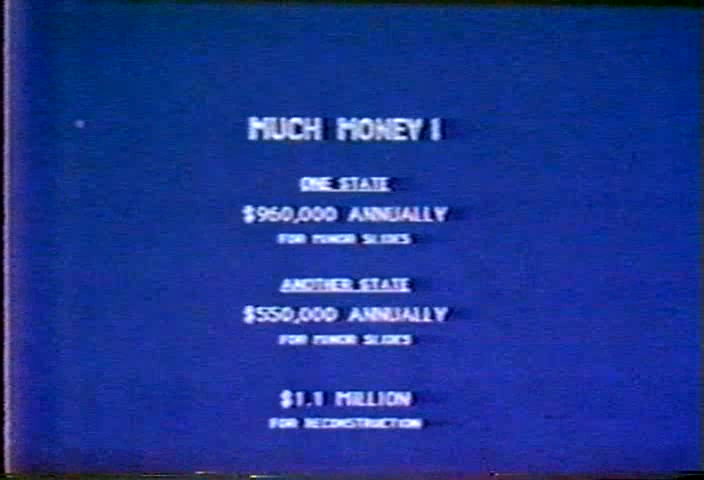 MUCH MONEY!
ONE STATE
$960,000 ANNUALLY
FOR MINOR SLIDES
ANOTHER STATE
$550,000 ANNUALLY
FOR MINOR SLIDES
$1.1 MILLION
FOR RECONSTRUCTION